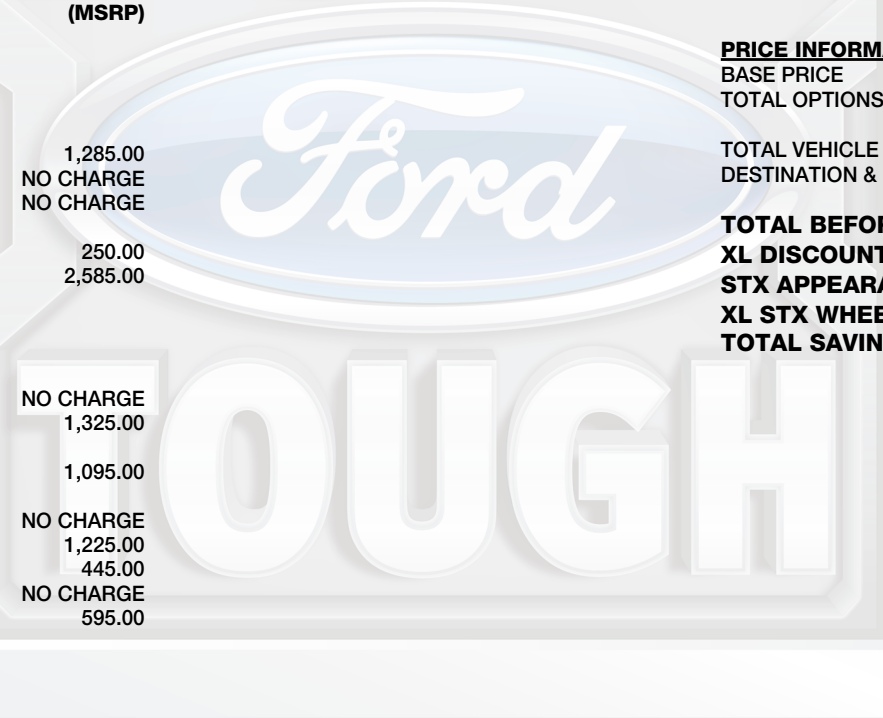 (MSRP)
1,285.00
NO CHARGE
NO CHARGE
250.00
2,585.00
NO CHARGE
1,325.00
1,095.00
NO CHARGE
1,225.00
445.00
NO CHARGE
595.00
Ford
TOUGH
PRICE INFORMA
BASE PRICE
TOTAL OPTIONS
TOTAL VEHICLE
DESTINATION &
TOTAL BEFOR
XL DISCOUNT
STX APPEARA
XL STX WHEE
TOTAL SAVIN